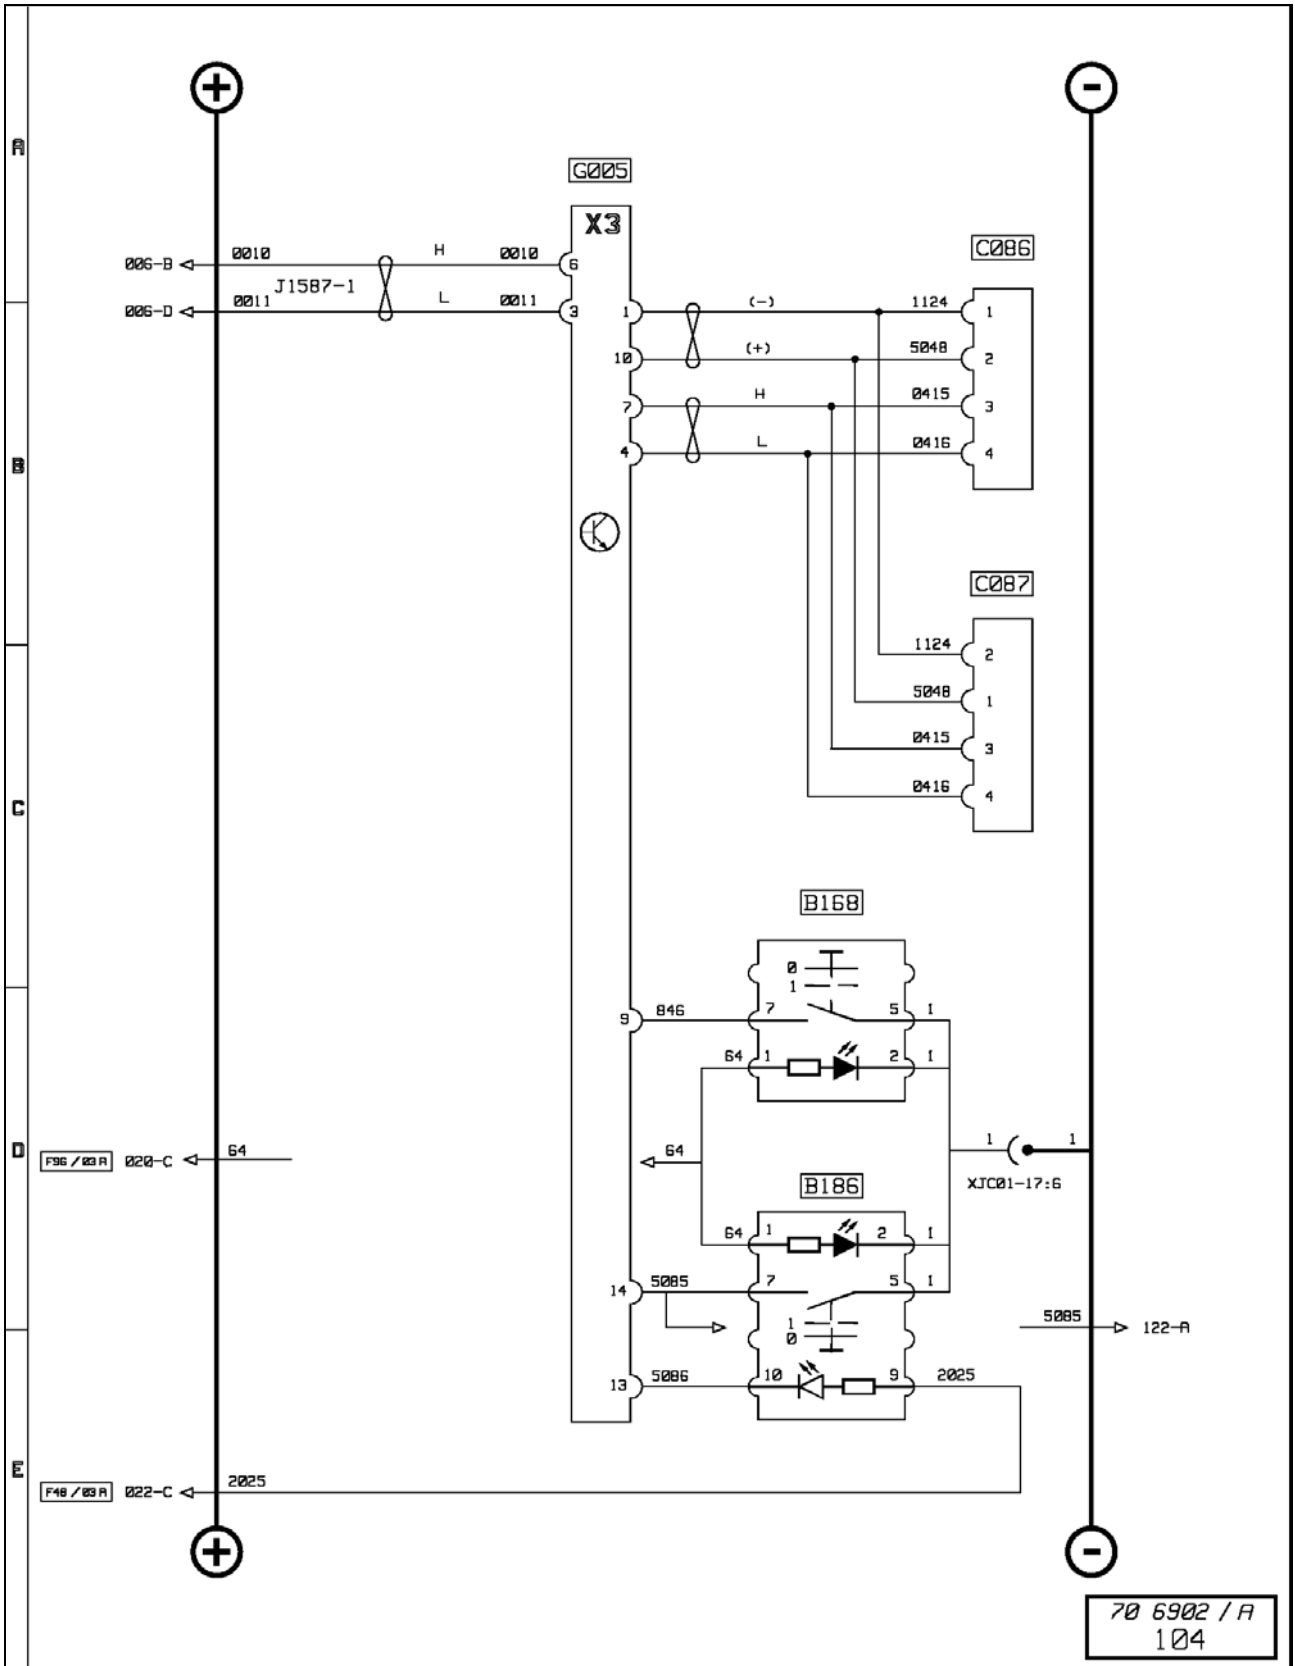 + -
A
G005
X3
C086
0010 H 0010 6
006-B
J1587-1
0011 L 0011 3
006-D
1 (-) 1124 1
10 (+) 5048 2
7 H 0415 3
B
4 L 0416 4
C087
1124 2
5048 1
0415 3
C
0416 4
B168
0
1
9 846 7 5 1
64 1 2 1
D
F96/03A 020-C 64
64
1 1
XJC01-17:6
B186
64 1 2 1
14 5085 7 5 1
1
0
5085 122-A
13 5086 10 9 2025
E
F48/03A 022-C 2025
+ -
70 6902 / A
104